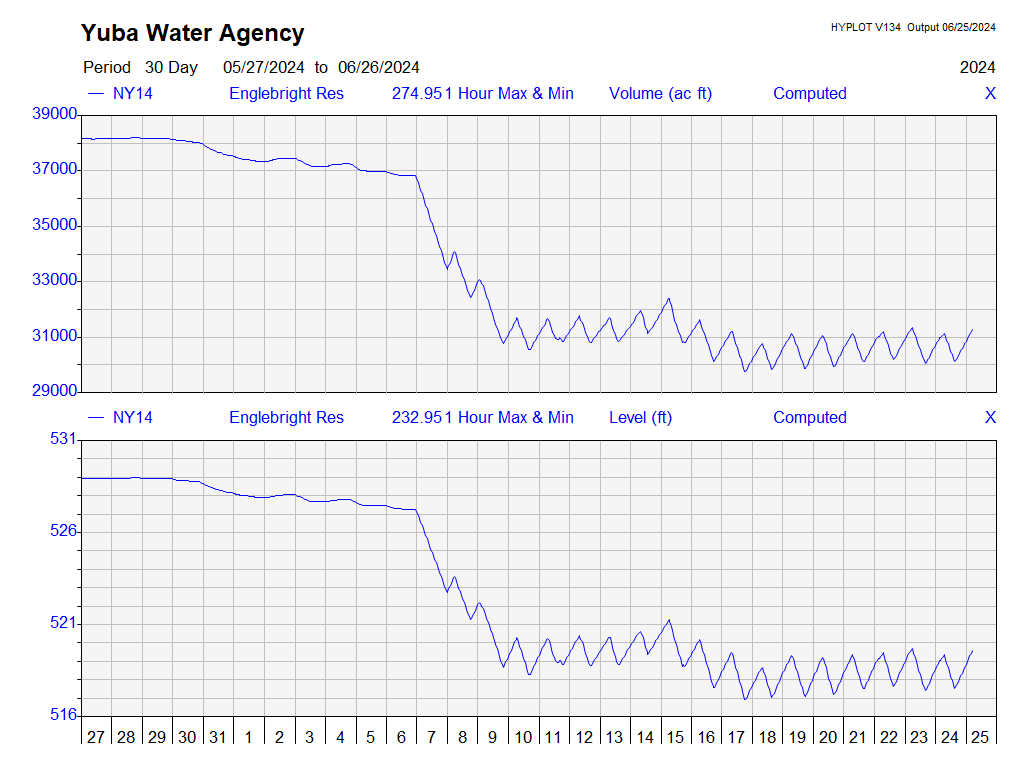 Yuba Water Agency
HYPLOT V134 Output 06/25/2024
Period 30 Day 05/27/2024 to 06/26/2024 2024
NY14 Englebright Res 274.951 Hour Max & Min Volume (ac ft) Computed X
39000
37000
35000
33000
31000
29000
NY14 Englebright Res 232.951 Hour Max & Min Level (ft) Computed X
531
526
521
516
27 28 29 30 31 1 2 3 4 5 6 7 8 9 10 11 12 13 14 15 16 17 18 19 20 21 22 23 24 25